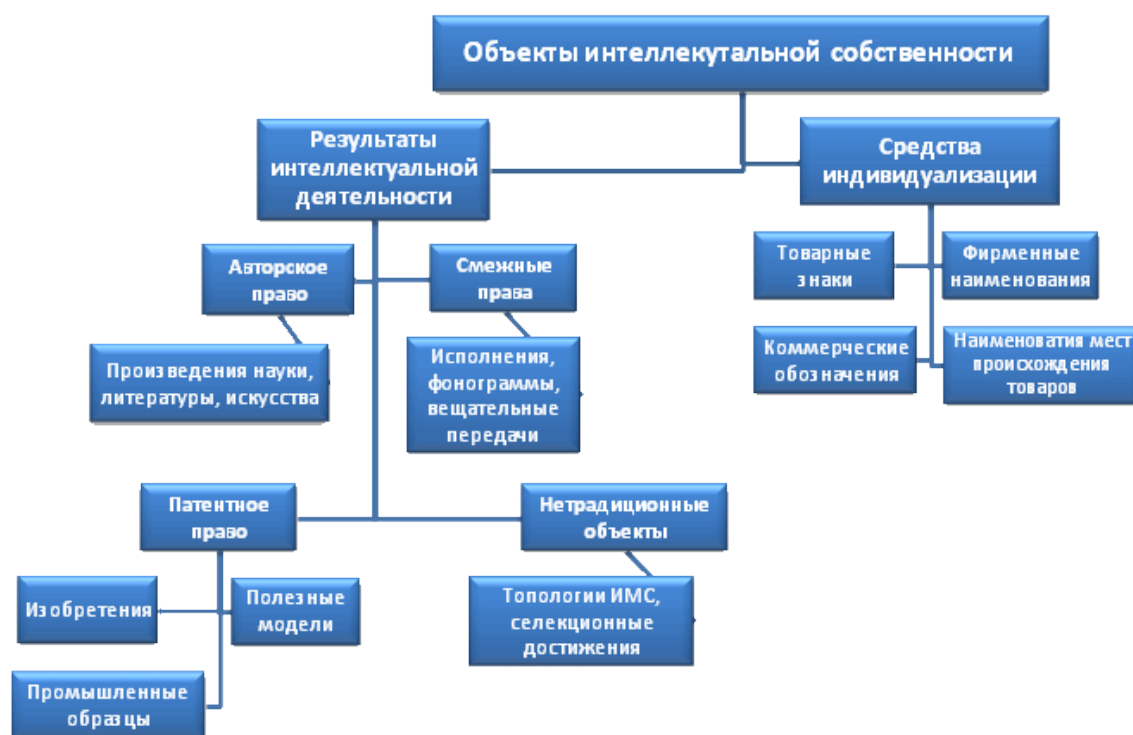 Объекты интеллекутальной собственности
Результаты
интеллектуальной
деятельности
Средства
индивидуализации
Авторское
право
Смежные
права
Товарные
знаки
Фирменные
наименования
Произведения науки,
литературы, искусства
Исполнения,
фонограммы,
вещательные
передачи
Коммерческие
обозначения
Наименоватия мест
происхождения
товаров
Патентное
право
Нетрадиционные
объекты
Изобретения
Полезные
модели
Топологии ИМС,
селекционные
достижения
Промышленные
образцы